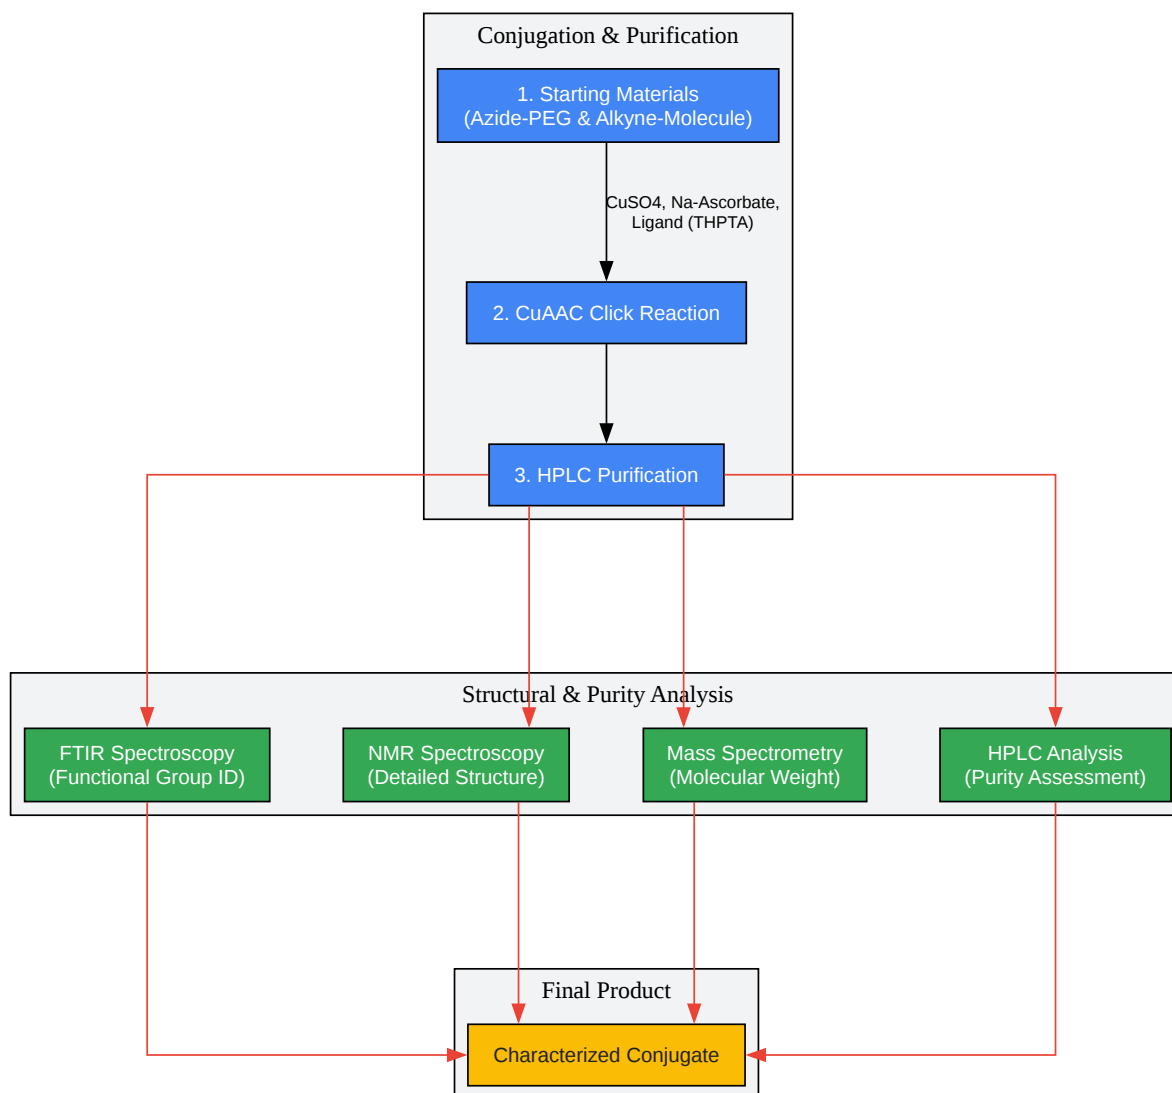 Conjugation & Purification
1. Starting Materials
(Azide-PEG & Alkyne-Molecule)
CuSO4, Na-Ascorbate,
Ligand (THPTA)
2. CuAAC Click Reaction
3. HPLC Purification
Structural & Purity Analysis
FTIR Spectroscopy
(Functional Group ID)
NMR Spectroscopy
(Detailed Structure)
Mass Spectrometry
(Molecular Weight)
HPLC Analysis
(Purity Assessment)
Final Product
Characterized Conjugate